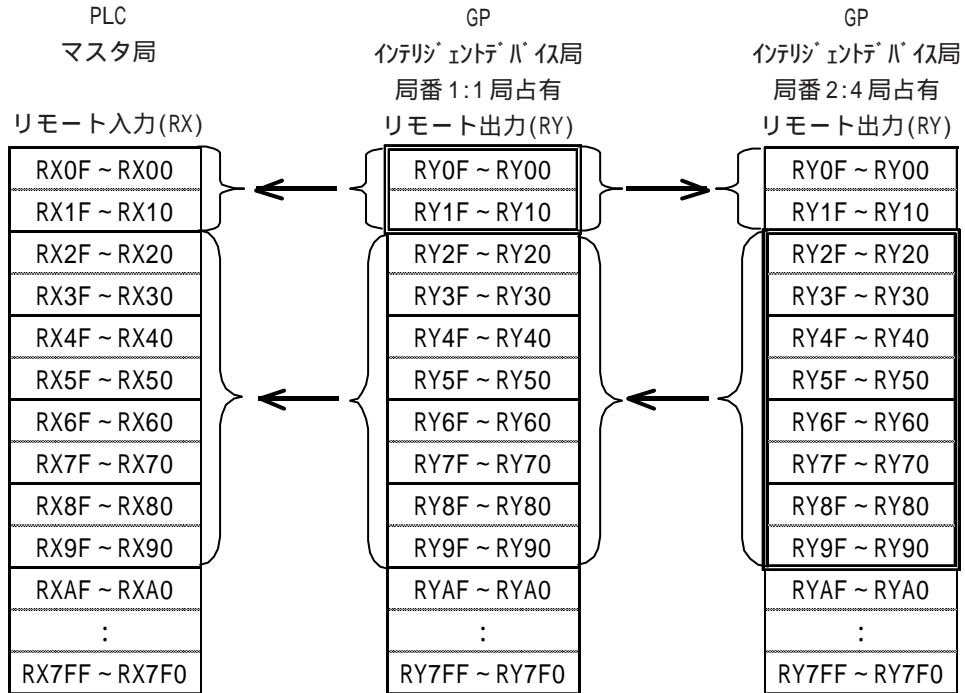 PLC
マスタ局
リモート入力(RX)
RX0F ~ RX00
RX1F ~ RX10
RX2F ~ RX20
RX3F ~ RX30
RX4F ~ RX40
RX5F ~ RX50
RX6F ~ RX60
RX7F ~ RX70
RX8F ~ RX80
RX9F ~ RX90
RXAF ~ RXA0
:
RX7FF ~ RX7F0
GP
インテリジェントデバイス局
局番1:1局占有
リモート出力(RY)
RY0F ~ RY00
RY1F ~ RY10
RY2F ~ RY20
RY3F ~ RY30
RY4F ~ RY40
RY5F ~ RY50
RY6F ~ RY60
RY7F ~ RY70
RY8F ~ RY80
RY9F ~ RY90
RYAF ~ RYA0
:
RY7FF ~ RY7F0
GP
インテリジェントデバイス局
局番2:4局占有
リモート出力(RY)
RY0F ~ RY00
RY1F ~ RY10
RY2F ~ RY20
RY3F ~ RY30
RY4F ~ RY40
RY5F ~ RY50
RY6F ~ RY60
RY7F ~ RY70
RY8F ~ RY80
RY9F ~ RY90
RYAF ~ RYA0
:
RY7FF ~ RY7F0